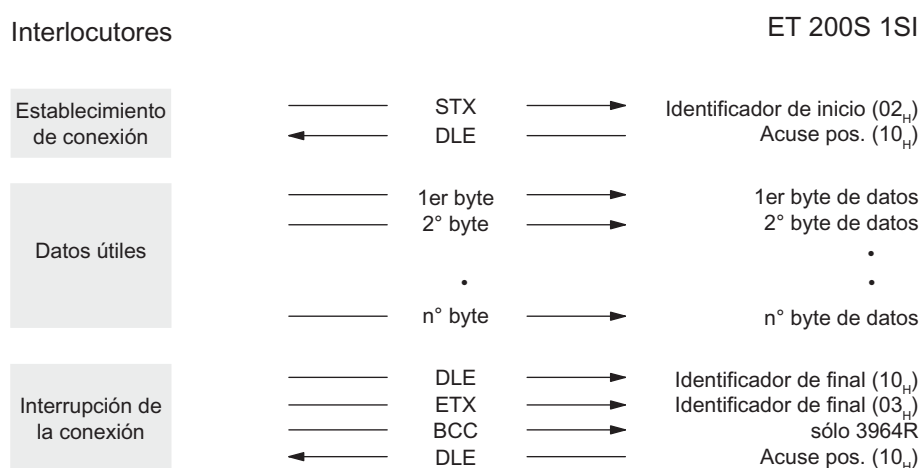 Interlocutores ET 200S 1SI
Establecimiento
de conexión
STX Identificador de inicio (02H)
DLE Acuse pos. (10H)
Datos útiles
1er byte 1er byte de datos
2° byte 2° byte de datos
• •
•
n° byte n° byte de datos
Interrupción de
la conexión
DLE Identificador de final (10H)
ETX Identificador de final (03H)
BCC sólo 3964R
DLE Acuse pos. (10H)